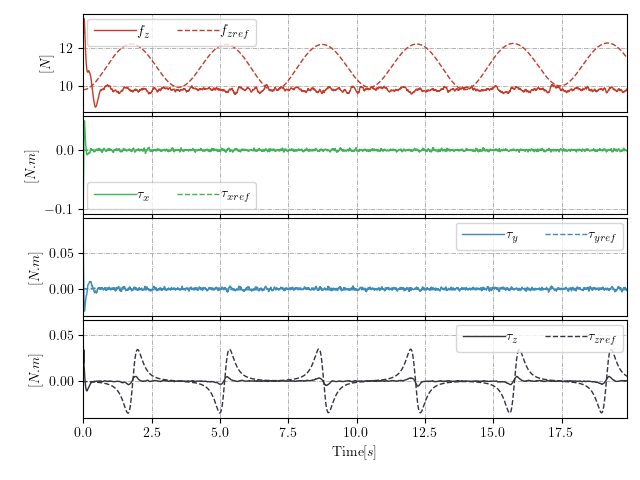 f_z f_zref
12
10
[N]
0.0
−0.1
[N.m]
τ_x τ_xref
τ_y τ_yref
0.05
0.00
[N.m]
τ_z τ_zref
0.05
0.00
[N.m]
0.0 2.5 5.0 7.5 10.0 12.5 15.0 17.5
Time[s]